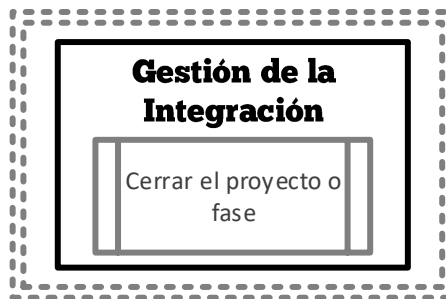 Gestión de la
Integración
Cerrar el proyecto o
fase